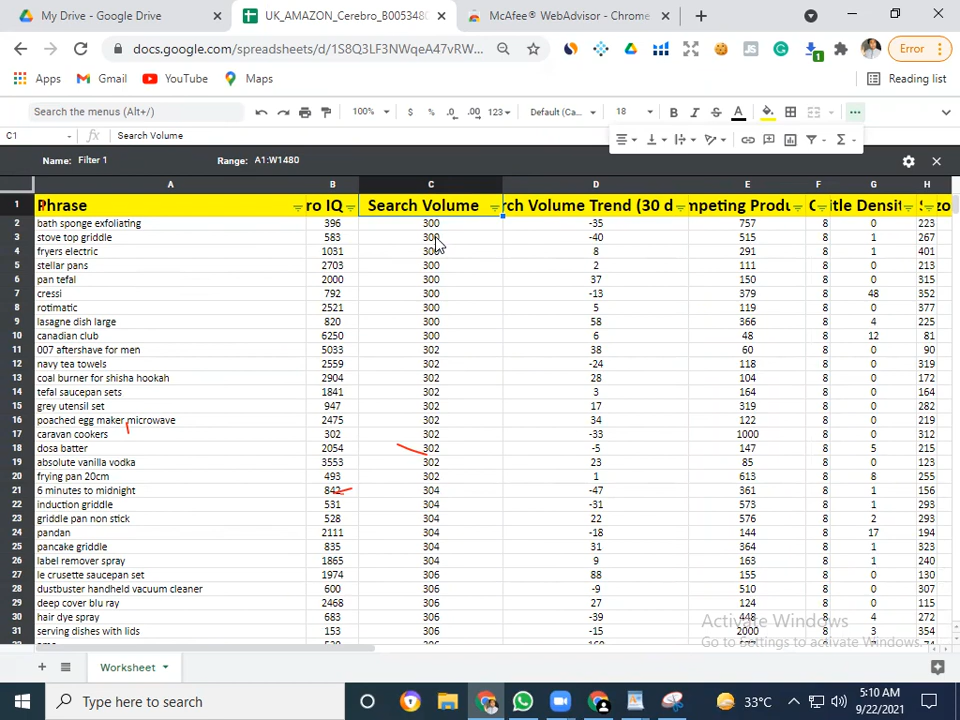 My Drive - Google Drive
UK_AMAZON_Cerebro_B0053480
McAfee® WebAdvisor - Chrome
docs.google.com/spreadsheets/d/1S8Q3LF3NWqeA47vRW...
Error
Apps Gmail YouTube Maps Reading list
Search the menus (Alt+/) 100% $ % .0 .00 123 Default (Ca... 18 B I S A
C1 fx Search Volume
Name: Filter 1 Range: A1:W1480
A B C D E F G H
1 Phrase ro IQ Search Volume rch Volume Trend (30 d mpeting Produ C itle Densit zo
2 bath sponge exfoliating 396 300 -35 757 8 0 223
3 stove top griddle 583 300 -40 515 8 1 267
4 fryers electric 1031 300 8 291 8 1 401
5 stellar pans 2703 300 2 111 8 0 213
6 pan tefal 2000 300 37 150 8 0 315
7 cressi 792 300 -13 379 8 48 352
8 rotimatic 2521 300 5 119 8 0 377
9 lasagne dish large 820 300 58 366 8 4 225
10 canadian club 6250 300 6 48 8 12 81
11 007 aftershave for men 5033 302 38 60 8 0 90
12 navy tea towels 2559 302 -24 118 8 0 319
13 coal burner for shisha hookah 2904 302 28 104 8 0 172
14 tefal saucepan sets 1841 302 3 164 8 0 464
15 grey utensil set 947 302 17 319 8 0 282
16 poached egg maker microwave 2475 302 34 122 8 0 219
17 caravan cookers 302 302 -33 1000 8 0 312
18 dosa batter 2054 302 -5 147 8 5 215
19 absolute vanilla vodka 3553 302 23 85 8 0 123
20 frying pan 20cm 493 302 1 613 8 8 255
21 6 minutes to midnight 842 304 -47 361 8 1 156
22 induction griddle 531 304 -31 573 8 1 293
23 griddle pan non stick 528 304 22 576 8 2 293
24 pandan 2111 304 -18 144 8 17 194
25 pancake griddle 835 304 31 364 8 1 323
26 label remover spray 1865 304 9 163 8 1 240
27 le crusette saucepan set 1974 306 88 155 8 0 130
28 dustbuster handheld vacuum cleaner 600 306 -9 510 8 0 307
29 deep cover blu ray 2468 306 27 124 8 0 115
30 hair dye spray 683 306 -39 448 8 4 272
31 serving dishes with lids 153 306 -15 2000 8 3 354
Activate Windows
Go to Settings to activate Windows.
Worksheet
Type here to search
33°C
5:10 AM
9/22/2021